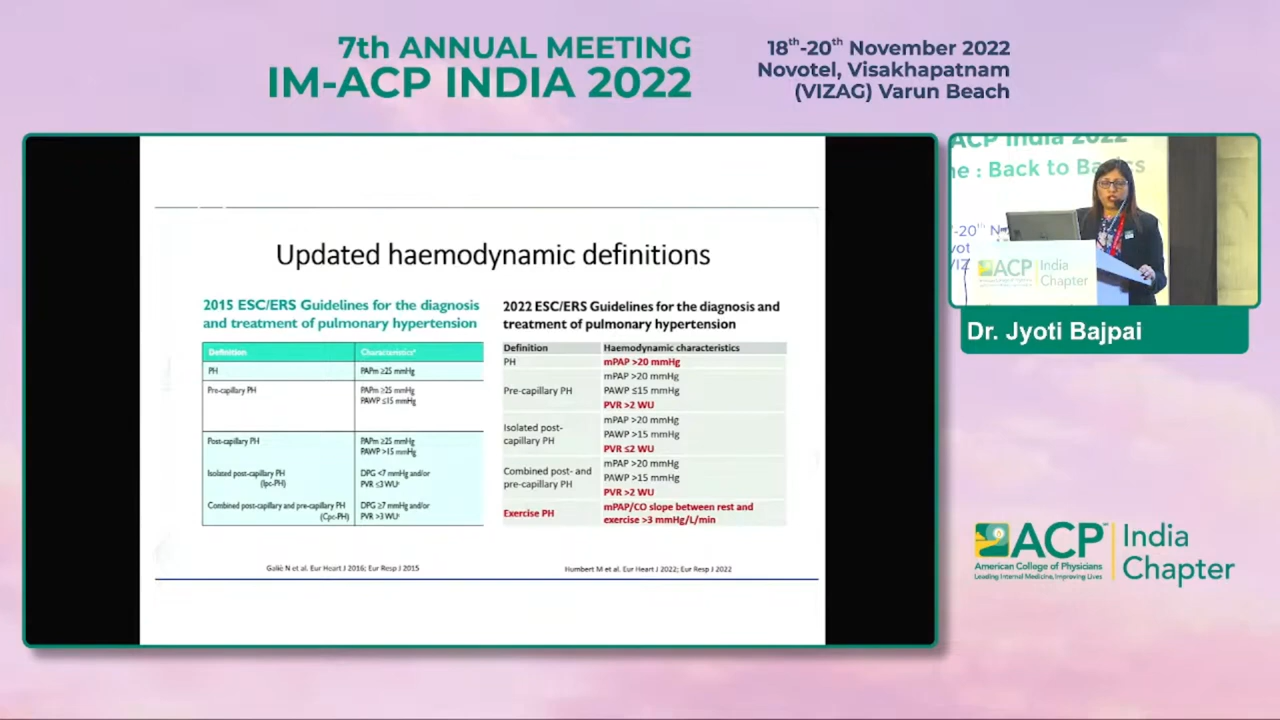 7th ANNUAL MEETING
IM-ACP INDIA 2022
18th-20th November 2022
Novotel, Visakhapatnam
(VIZAG) Varun Beach
Updated haemodynamic definitions
2015 ESC/ERS Guidelines for the diagnosis
and treatment of pulmonary hypertension
Definition Characteristics
PH PAPm ≥25 mmHg
Pre-capillary PH PAPm ≥25 mmHg
PAWP ≤15 mmHg
Post-capillary PH PAPm ≥25 mmHg
PAWP >15 mmHg
Isolated post-capillary PH DPG <7 mmHg and/or
(Ipc-PH) PVR ≤3 WU
Combined post-capillary and pre-capillary PH DPG ≥7 mmHg and/or
(Cpc-PH) PVR >3 WU
Galiè N et al. Eur Heart J 2016; Eur Resp J 2015
2022 ESC/ERS Guidelines for the diagnosis and
treatment of pulmonary hypertension
Definition Haemodynamic characteristics
PH mPAP >20 mmHg
mPAP >20 mmHg
Pre-capillary PH PAWP ≤15 mmHg
PVR >2 WU
Isolated post- mPAP >20 mmHg
capillary PH PAWP >15 mmHg
PVR ≤2 WU
Combined post- and mPAP >20 mmHg
pre-capillary PH PAWP >15 mmHg
PVR >2 WU
Exercise PH mPAP/CO slope between rest and
exercise >3 mmHg/L/min
Humbert M et al. Eur Heart J 2022; Eur Resp J 2022
ACP India 2022
: Back to Basics
-20th
ACP India
Chapter
Dr. Jyoti Bajpai
ACP India
Chapter
American College of Physicians
Leading Internal Medicine, Improving Lives